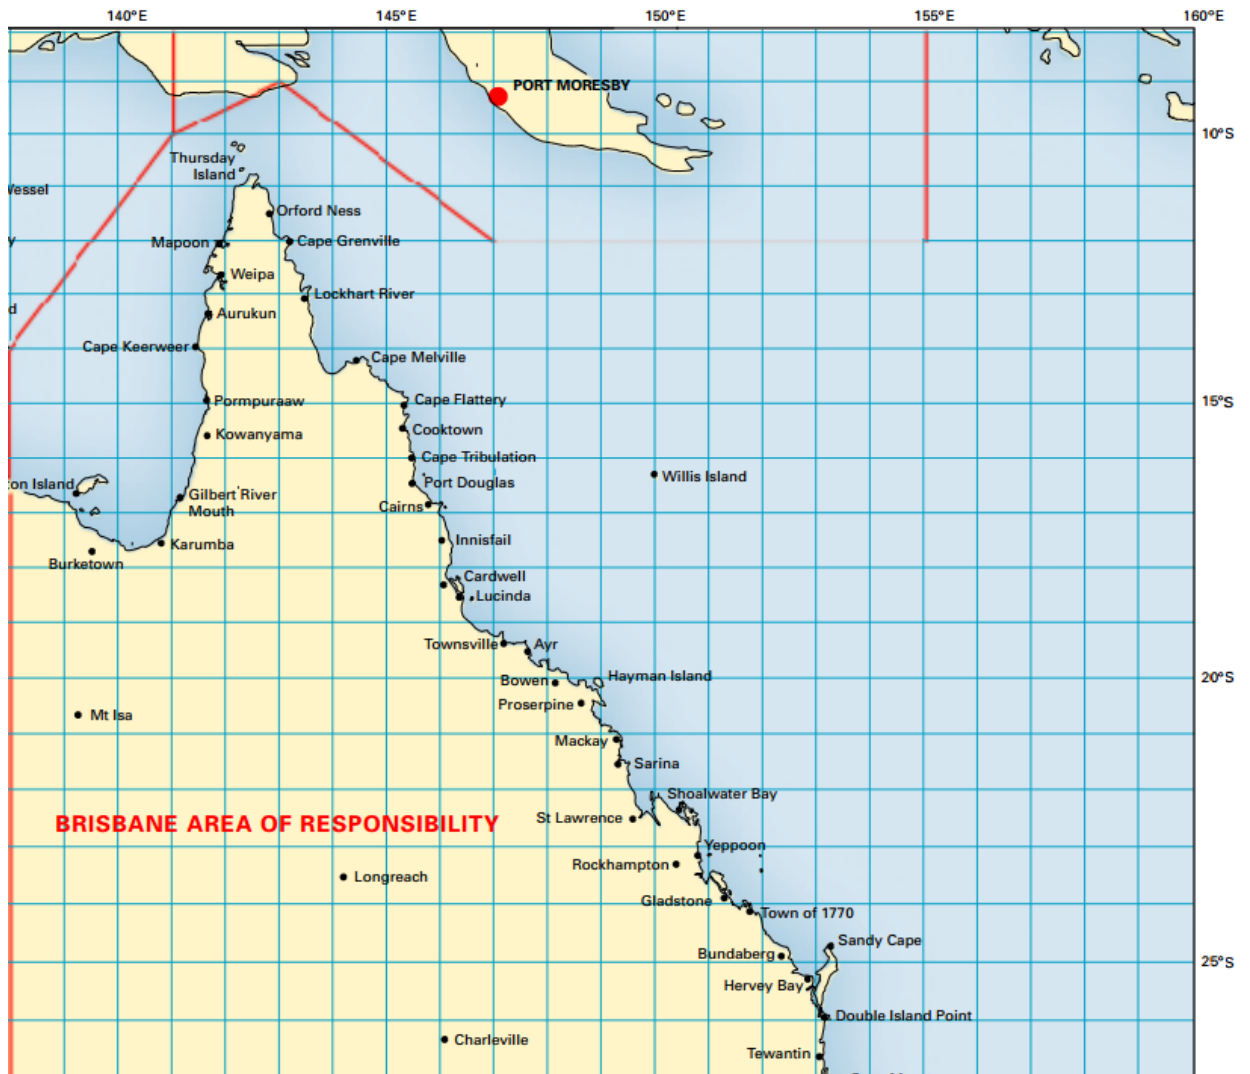 140°E
145°E
150°E
155°E
160°E
PORT MORESBY
10°S
Thursday
Island
Vessel
Orford Ness
Mapoon
Cape Grenville
Weipa
Lockhart River
Aurukun
Cape Keerweer
Cape Melville
Pormpuraaw
Cape Flattery
15°S
Kowanyama
Cooktown
Cape Tribulation
Willis Island
ton Island
Port Douglas
Gilbert River
Mouth
Cairns
Karumba
Innisfail
Burketown
Cardwell
Lucinda
Townsville
Ayr
Bowen
Hayman Island
20°S
Proserpine
Mt Isa
Mackay
Sarina
Shoalwater Bay
BRISBANE AREA OF RESPONSIBILITY
St Lawrence
Yeppoon
Rockhampton
Longreach
Gladstone
Town of 1770
Sandy Cape
Bundaberg
25°S
Hervey Bay
Double Island Point
Charleville
Tewantin